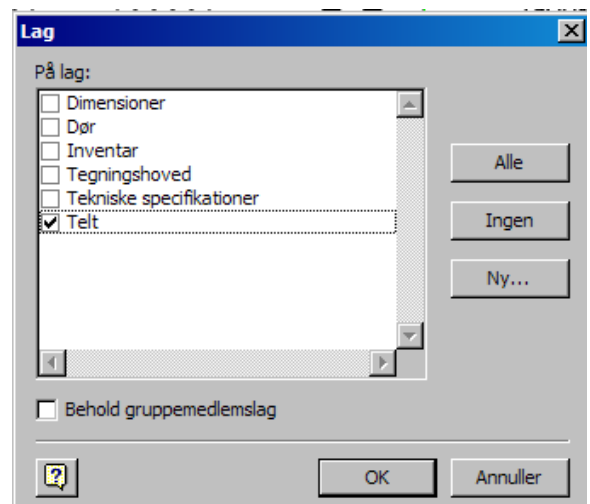 Lag
På lag:
Dimensioner
Dør
Inventar
Tegningshoved
Tekniske specifikationer
Telt
Alle
Ingen
Ny...
Behold gruppemedlemslag
OK
Annuller